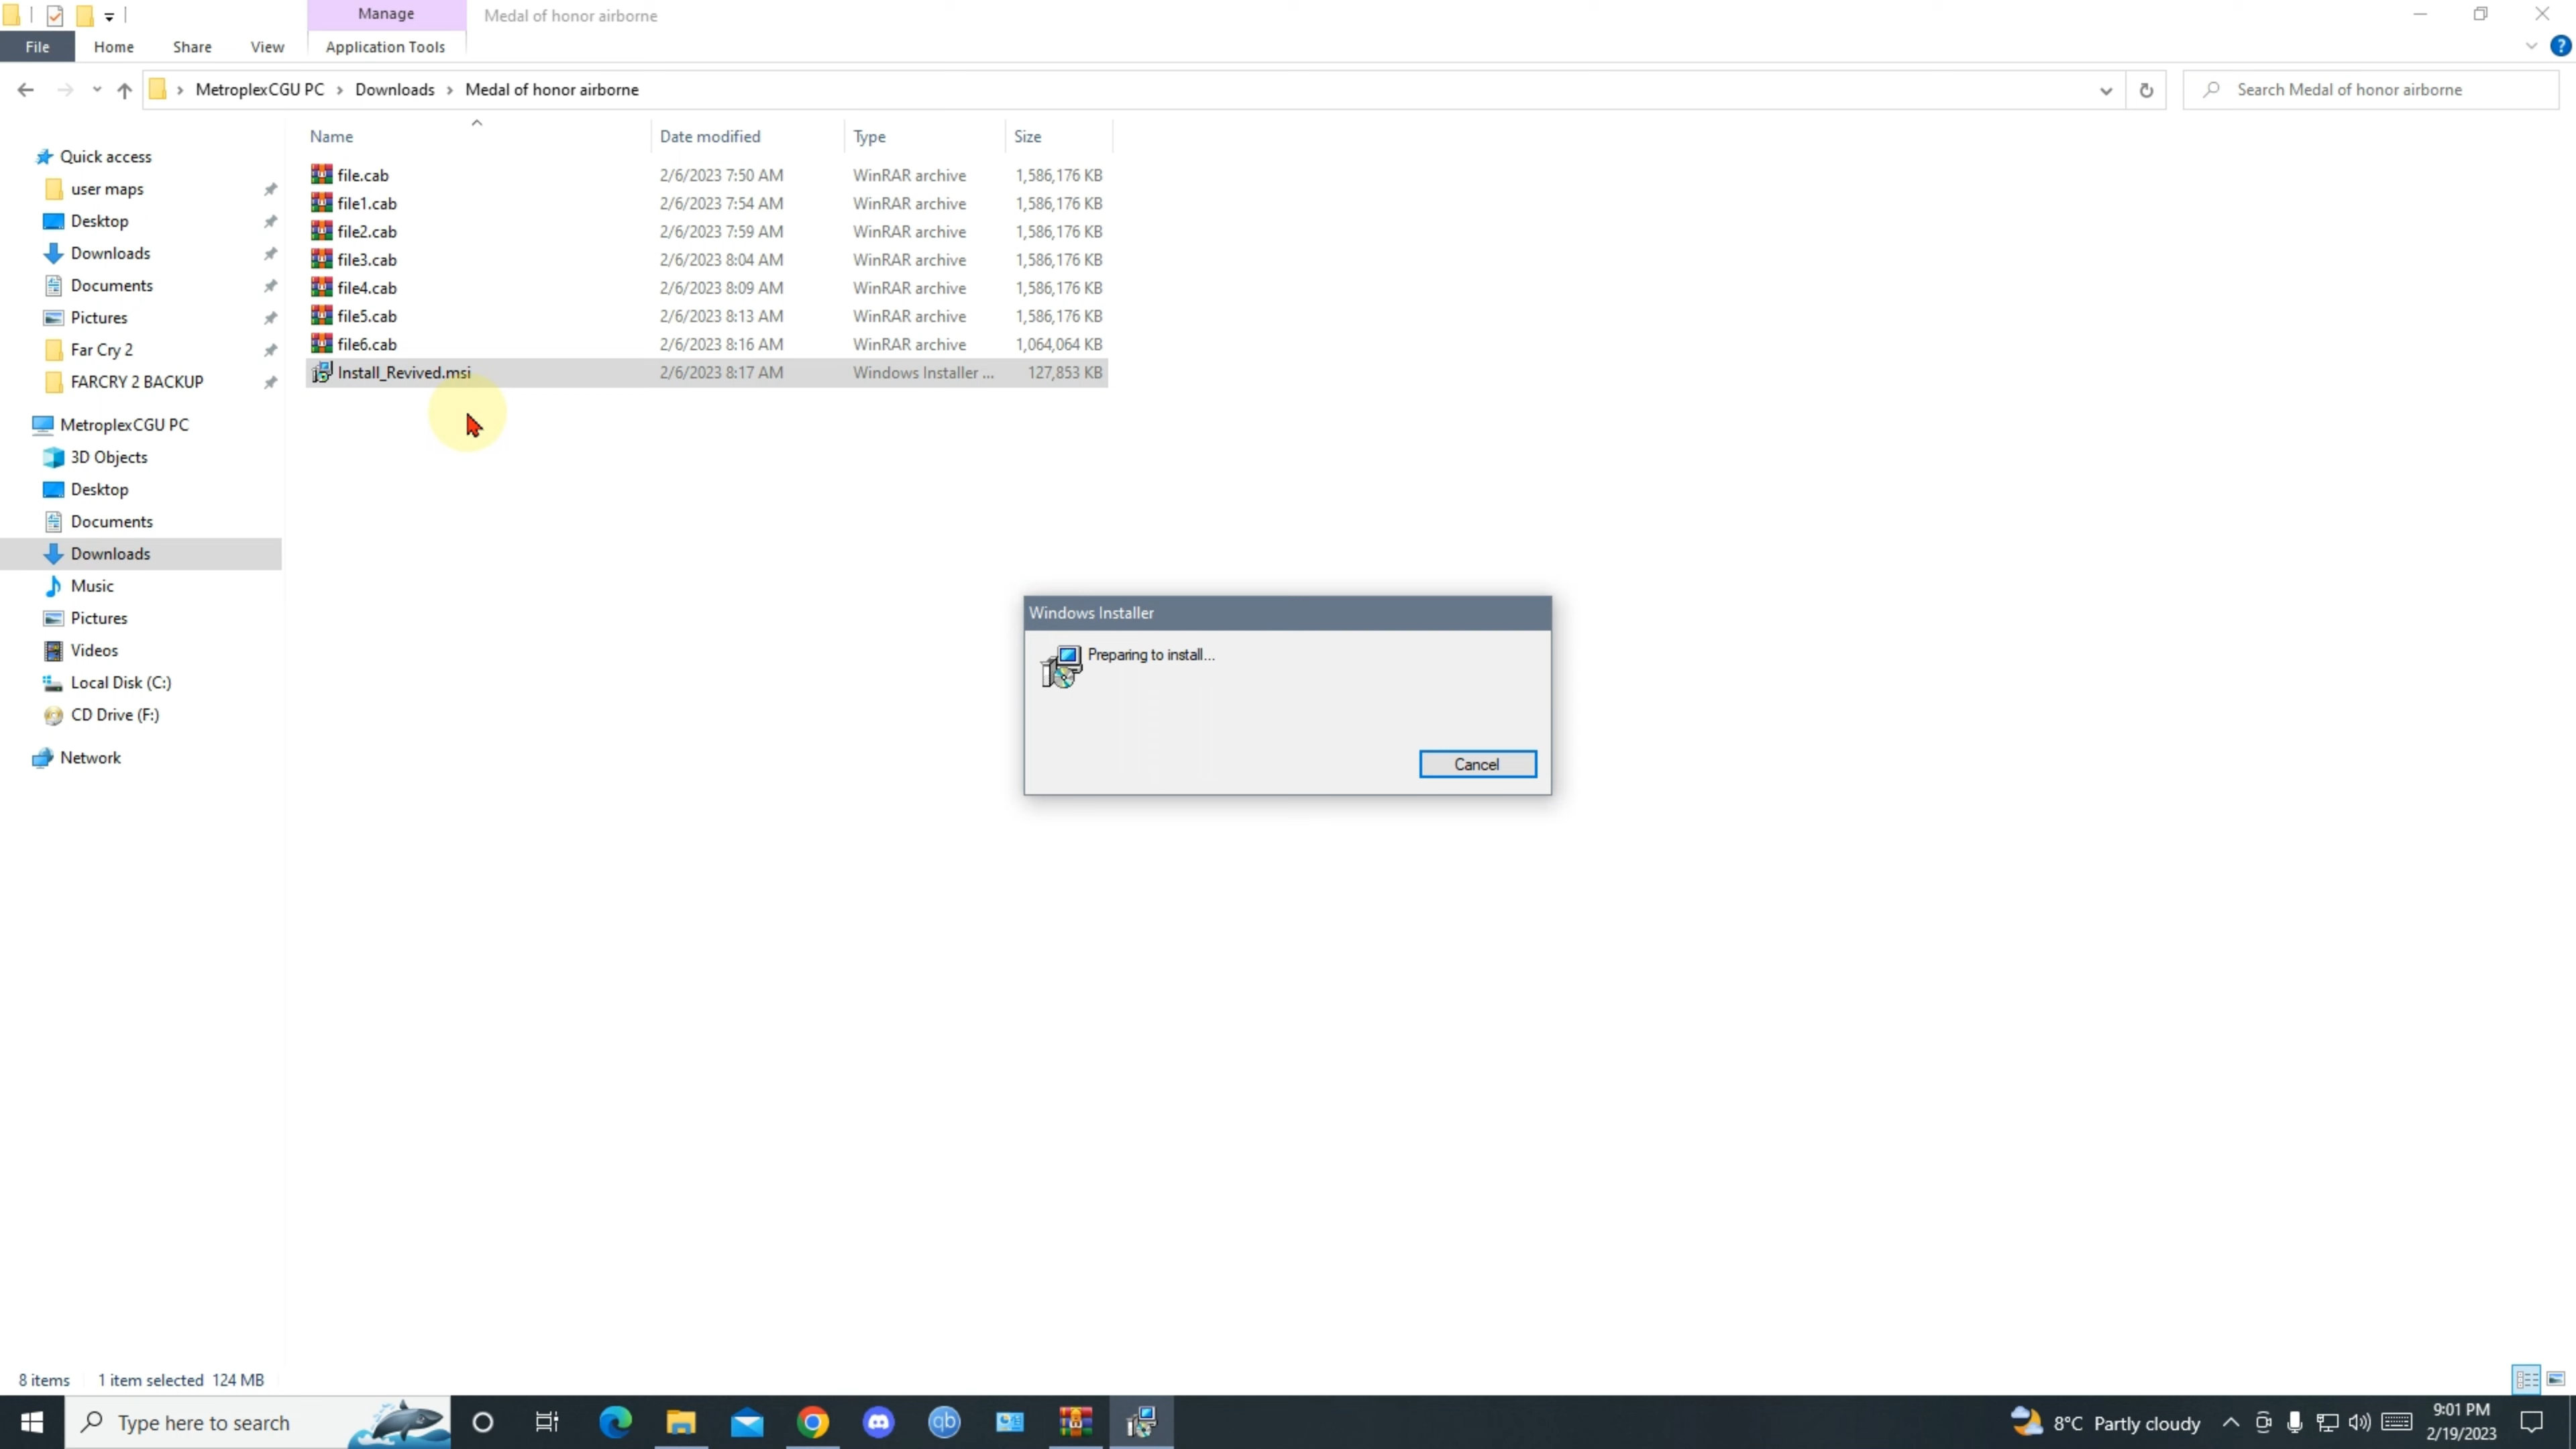 Manage
Medal of honor airborne
File
Home
Share
View
Application Tools
MetroplexCGU PC
Downloads
Medal of honor airborne
Search Medal of honor airborne
Name
Date modified
Type
Size
file.cab 2/6/2023 7:50 AM WinRAR archive 1,586,176 KB
file1.cab 2/6/2023 7:54 AM WinRAR archive 1,586,176 KB
file2.cab 2/6/2023 7:59 AM WinRAR archive 1,586,176 KB
file3.cab 2/6/2023 8:04 AM WinRAR archive 1,586,176 KB
file4.cab 2/6/2023 8:09 AM WinRAR archive 1,586,176 KB
file5.cab 2/6/2023 8:13 AM WinRAR archive 1,586,176 KB
file6.cab 2/6/2023 8:16 AM WinRAR archive 1,064,064 KB
Install_Revived.msi 2/6/2023 8:17 AM Windows Installer ... 127,853 KB
Quick access
user maps
Desktop
Downloads
Documents
Pictures
Far Cry 2
FARCRY 2 BACKUP
MetroplexCGU PC
3D Objects
Desktop
Documents
Downloads
Music
Pictures
Videos
Local Disk (C:)
CD Drive (F:)
Network
Windows Installer
Preparing to install...
Cancel
8 items
1 item selected 124 MB
Type here to search
qb
8°C Partly cloudy
9:01 PM
2/19/2023